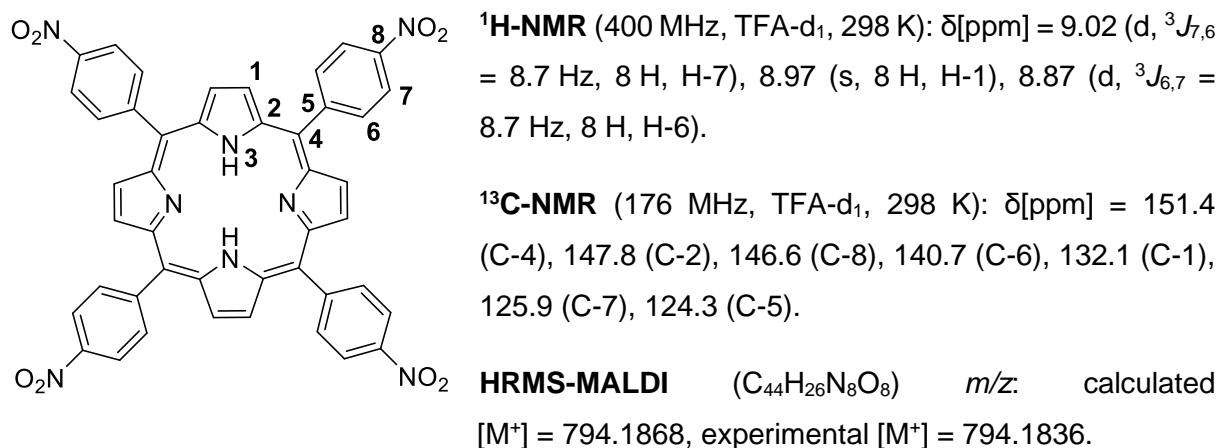 O₂N
NO₂
8
1
7
5
2
6
4
N
3
H
N
N
H
N
O₂N
NO₂
¹H-NMR (400 MHz, TFA-d₁, 298 K): δ[ppm] = 9.02 (d, ³J₇,₆
= 8.7 Hz, 8 H, H-7), 8.97 (s, 8 H, H-1), 8.87 (d, ³J₆,₇ =
8.7 Hz, 8 H, H-6).
¹³C-NMR (176 MHz, TFA-d₁, 298 K): δ[ppm] = 151.4
(C-4), 147.8 (C-2), 146.6 (C-8), 140.7 (C-6), 132.1 (C-1),
125.9 (C-7), 124.3 (C-5).
HRMS-MALDI (C₄₄H₂₆N₈O₈) m/z: calculated
[M⁺] = 794.1868, experimental [M⁺] = 794.1836.